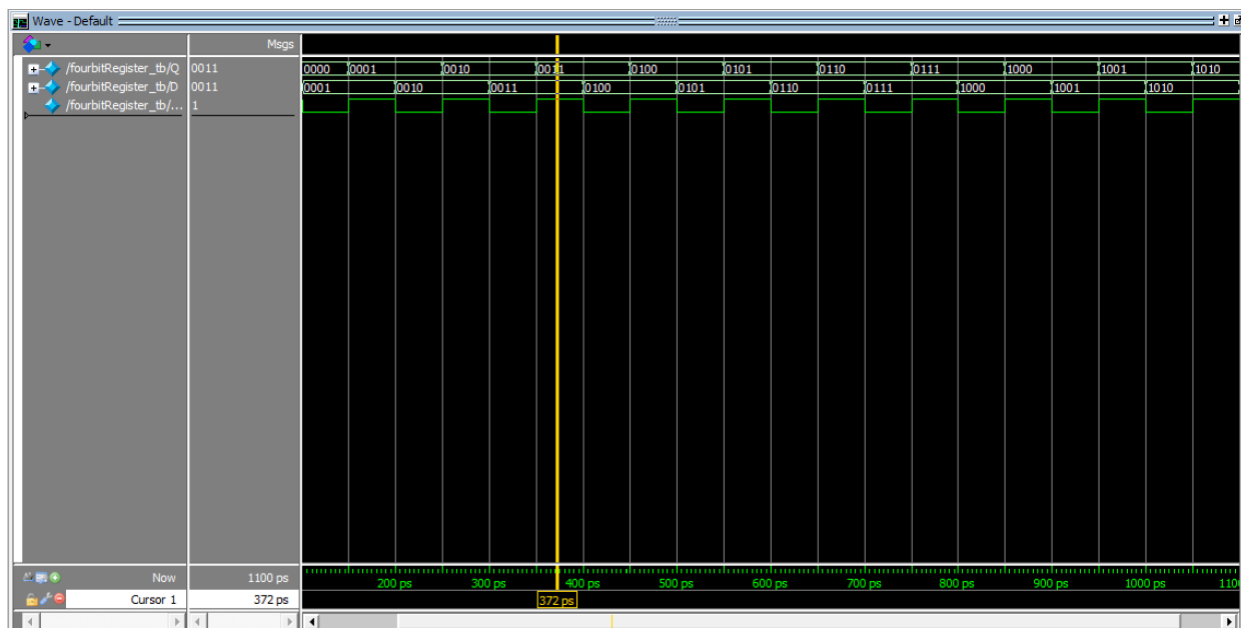 Wave - Default
Msgs
/fourbitRegister_tb/Q 0011 0000 0001 0010 0011 0100 0101 0110 0111 1000 1001 1010
/fourbitRegister_tb/D 0011 0001 0010 0011 0100 0101 0110 0111 1000 1001 1010
/fourbitRegister_tb/... 1
Now 1100 ps 200 ps 300 ps 400 ps 500 ps 600 ps 700 ps 800 ps 900 ps 1000 ps 110
Cursor 1 372 ps 372 ps